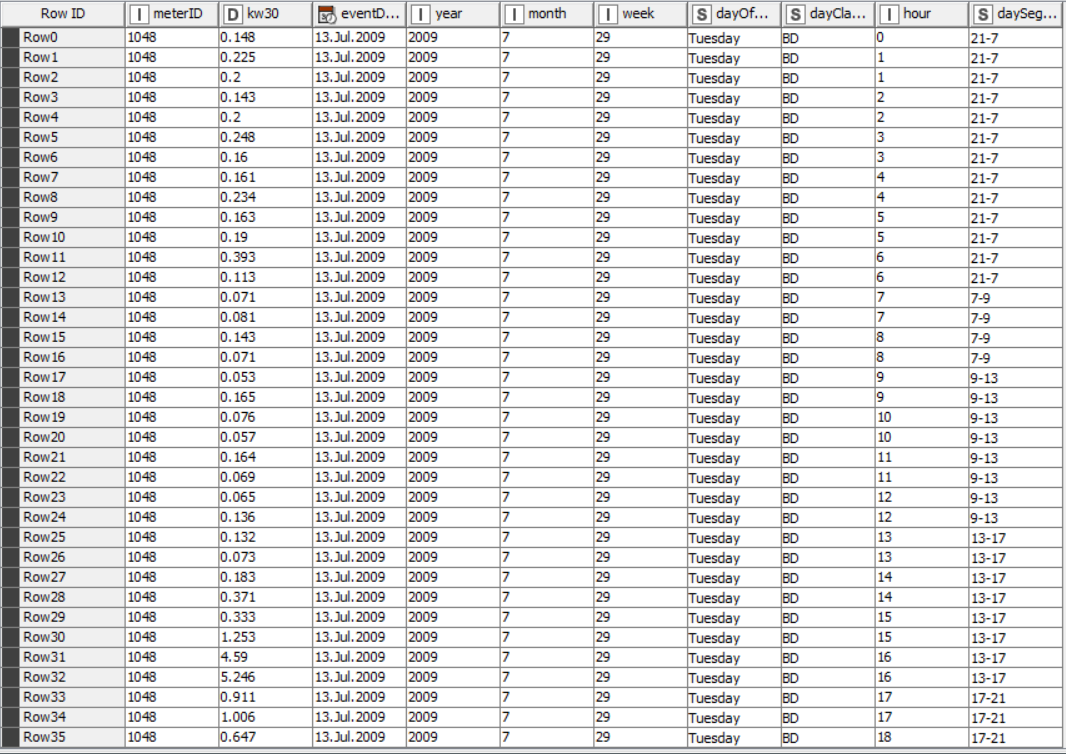 Row ID I meterID D kw30 eventD... I year I month I week S dayOf... S dayCla... I hour S daySeg...
Row0 1048 0.148 13.Jul.2009 2009 7 29 Tuesday BD 0 21-7
Row1 1048 0.225 13.Jul.2009 2009 7 29 Tuesday BD 1 21-7
Row2 1048 0.2 13.Jul.2009 2009 7 29 Tuesday BD 1 21-7
Row3 1048 0.143 13.Jul.2009 2009 7 29 Tuesday BD 2 21-7
Row4 1048 0.2 13.Jul.2009 2009 7 29 Tuesday BD 2 21-7
Row5 1048 0.248 13.Jul.2009 2009 7 29 Tuesday BD 3 21-7
Row6 1048 0.16 13.Jul.2009 2009 7 29 Tuesday BD 3 21-7
Row7 1048 0.161 13.Jul.2009 2009 7 29 Tuesday BD 4 21-7
Row8 1048 0.234 13.Jul.2009 2009 7 29 Tuesday BD 4 21-7
Row9 1048 0.163 13.Jul.2009 2009 7 29 Tuesday BD 5 21-7
Row10 1048 0.19 13.Jul.2009 2009 7 29 Tuesday BD 5 21-7
Row11 1048 0.393 13.Jul.2009 2009 7 29 Tuesday BD 6 21-7
Row12 1048 0.113 13.Jul.2009 2009 7 29 Tuesday BD 6 21-7
Row13 1048 0.071 13.Jul.2009 2009 7 29 Tuesday BD 7 7-9
Row14 1048 0.081 13.Jul.2009 2009 7 29 Tuesday BD 7 7-9
Row15 1048 0.143 13.Jul.2009 2009 7 29 Tuesday BD 8 7-9
Row16 1048 0.071 13.Jul.2009 2009 7 29 Tuesday BD 8 7-9
Row17 1048 0.053 13.Jul.2009 2009 7 29 Tuesday BD 9 9-13
Row18 1048 0.165 13.Jul.2009 2009 7 29 Tuesday BD 9 9-13
Row19 1048 0.076 13.Jul.2009 2009 7 29 Tuesday BD 10 9-13
Row20 1048 0.057 13.Jul.2009 2009 7 29 Tuesday BD 10 9-13
Row21 1048 0.164 13.Jul.2009 2009 7 29 Tuesday BD 11 9-13
Row22 1048 0.069 13.Jul.2009 2009 7 29 Tuesday BD 11 9-13
Row23 1048 0.065 13.Jul.2009 2009 7 29 Tuesday BD 12 9-13
Row24 1048 0.136 13.Jul.2009 2009 7 29 Tuesday BD 12 9-13
Row25 1048 0.132 13.Jul.2009 2009 7 29 Tuesday BD 13 13-17
Row26 1048 0.073 13.Jul.2009 2009 7 29 Tuesday BD 13 13-17
Row27 1048 0.183 13.Jul.2009 2009 7 29 Tuesday BD 14 13-17
Row28 1048 0.371 13.Jul.2009 2009 7 29 Tuesday BD 14 13-17
Row29 1048 0.333 13.Jul.2009 2009 7 29 Tuesday BD 15 13-17
Row30 1048 1.253 13.Jul.2009 2009 7 29 Tuesday BD 15 13-17
Row31 1048 4.59 13.Jul.2009 2009 7 29 Tuesday BD 16 13-17
Row32 1048 5.246 13.Jul.2009 2009 7 29 Tuesday BD 16 13-17
Row33 1048 0.911 13.Jul.2009 2009 7 29 Tuesday BD 17 17-21
Row34 1048 1.006 13.Jul.2009 2009 7 29 Tuesday BD 17 17-21
Row35 1048 0.647 13.Jul.2009 2009 7 29 Tuesday BD 18 17-21